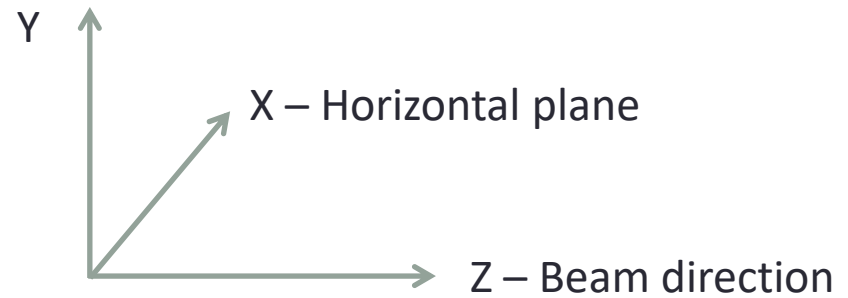 Y
X – Horizontal plane
Z – Beam direction